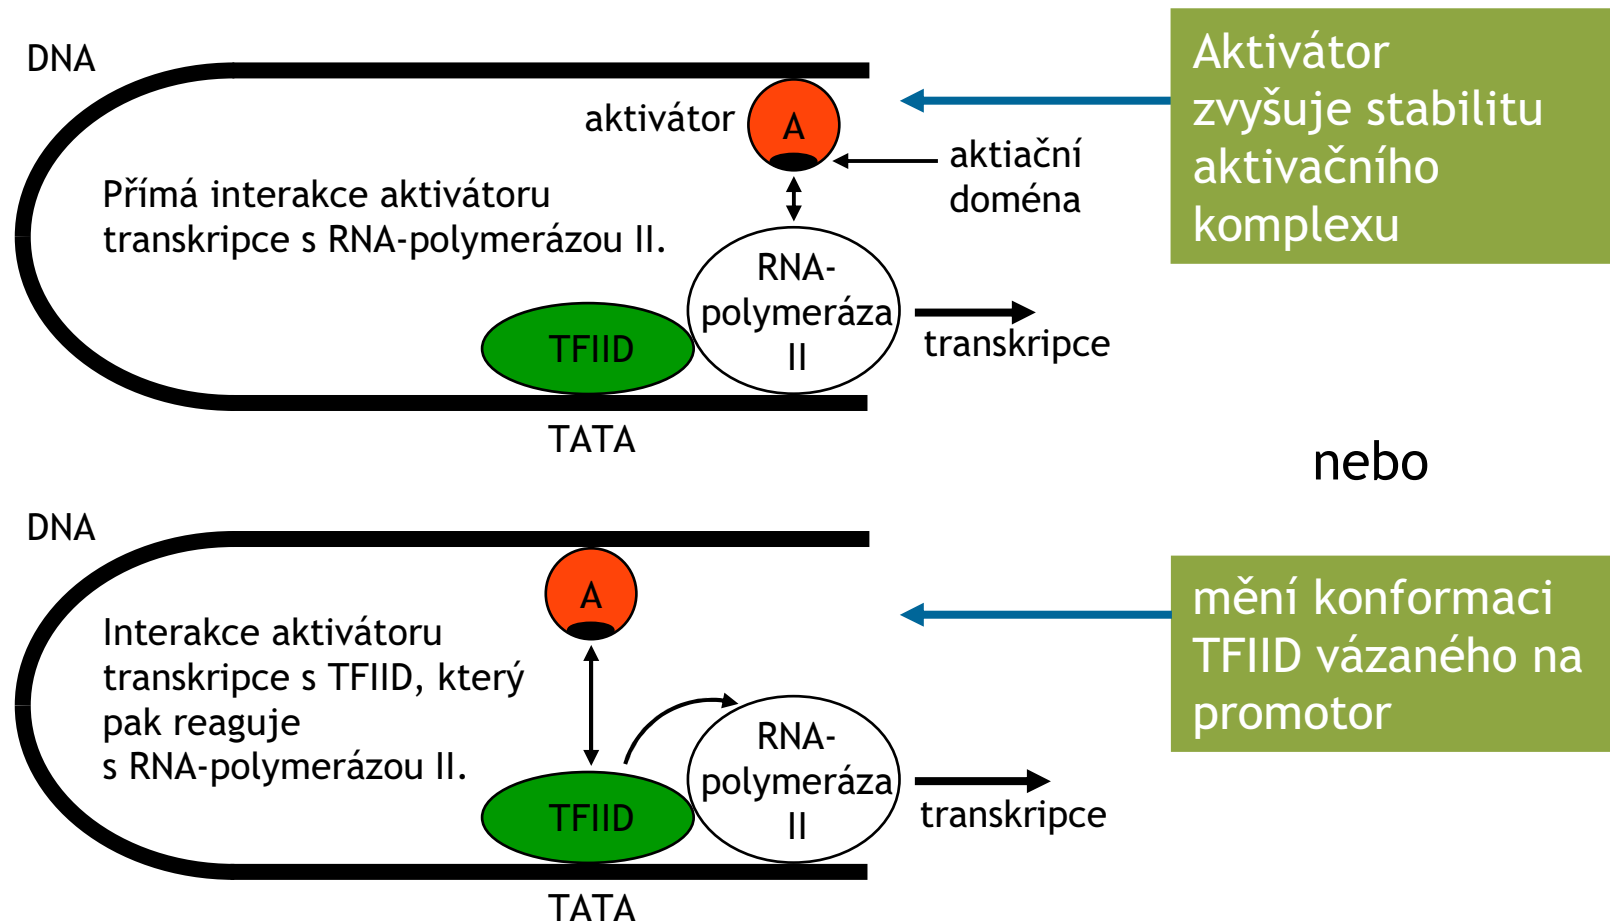 DNA
aktivátor
A
aktiační
doména
Přímá interakce aktivátoru
transkripce s RNA-polymerázou II.
RNA-
polymeráza
II
TFIID
transkripce
TATA
Aktivátor
zvyšuje stabilitu
aktivačního
komplexu
nebo
DNA
A
Interakce aktivátoru
transkripce s TFIID, který
pak reaguje
s RNA-polymerázou II.
RNA-
polymeráza
II
TFIID
transkripce
TATA
mění konformaci
TFIID vázaného na
promotor